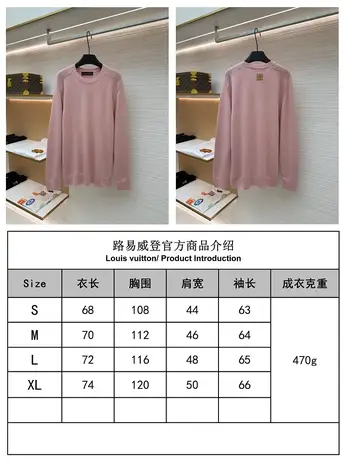 路易威登官方商品介绍
Louis vuitton/ Product Introduction
Size 衣长 胸围 肩宽 袖长 成衣克重
S 68 108 44 63
M 70 112 46 64
L 72 116 48 65 470g
XL 74 120 50 66